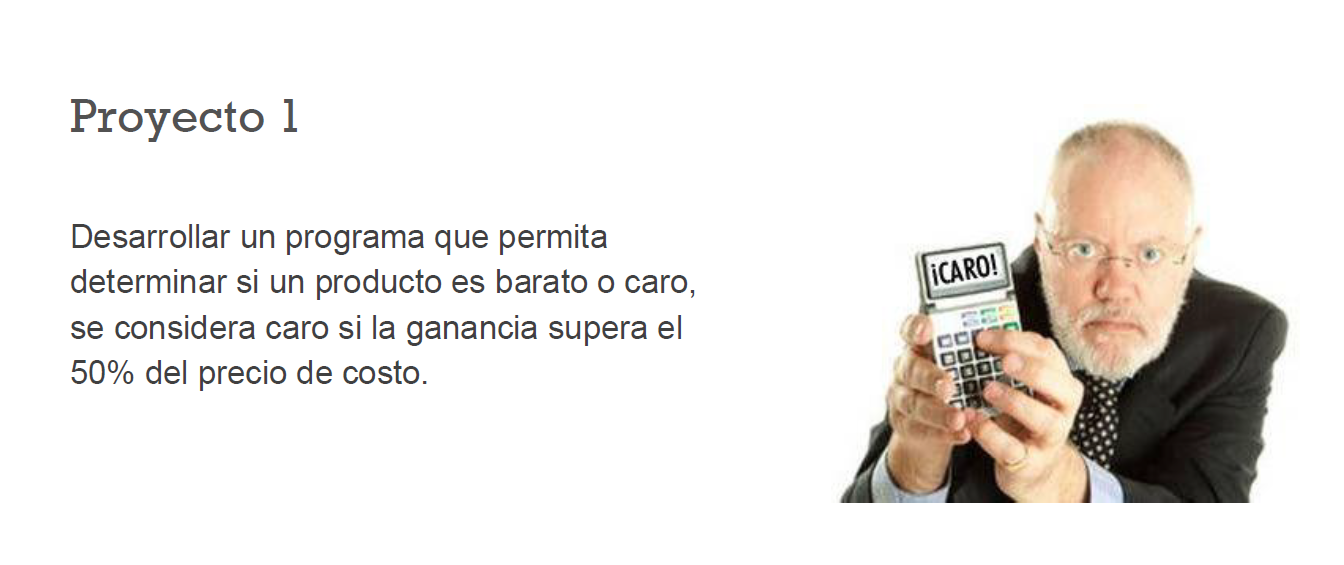 Proyecto 1
Desarrollar un programa que permita
determinar si un producto es barato o caro,
se considera caro si la ganancia supera el
50% del precio de costo.
¡CARO!